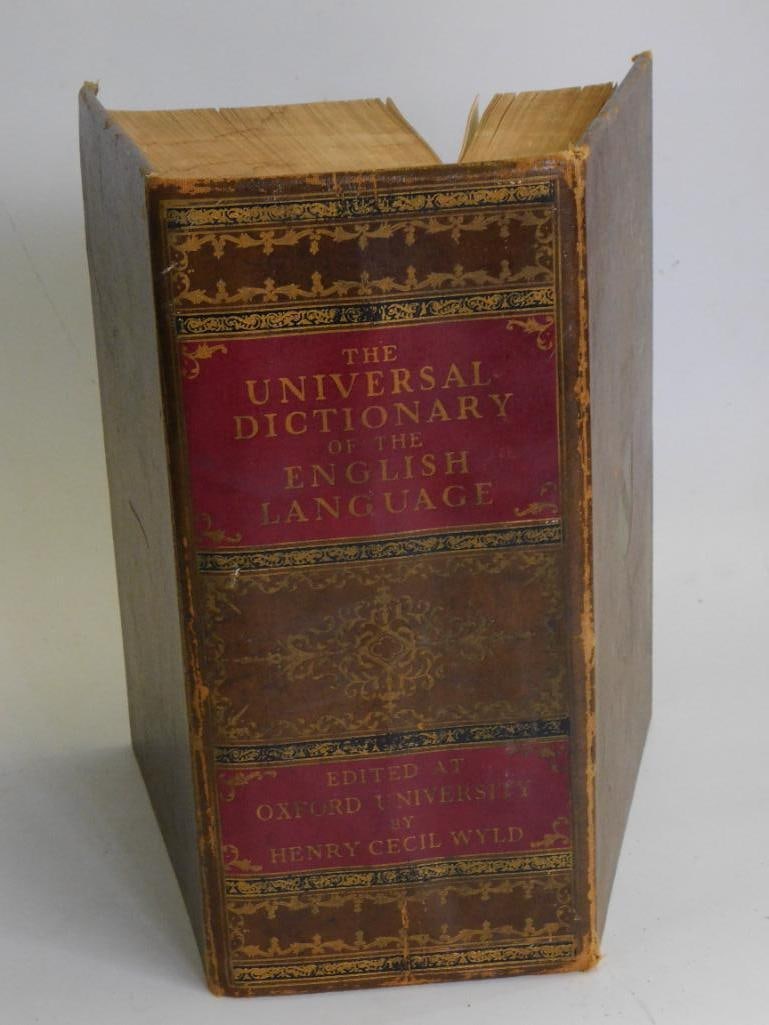 THE
UNIVERSAL
DICTIONARY
OF THE
ENGLISH
LANGUAGE
EDITED AT
OXFORD UNIVERSITY
BY
HENRY CECIL WYLD